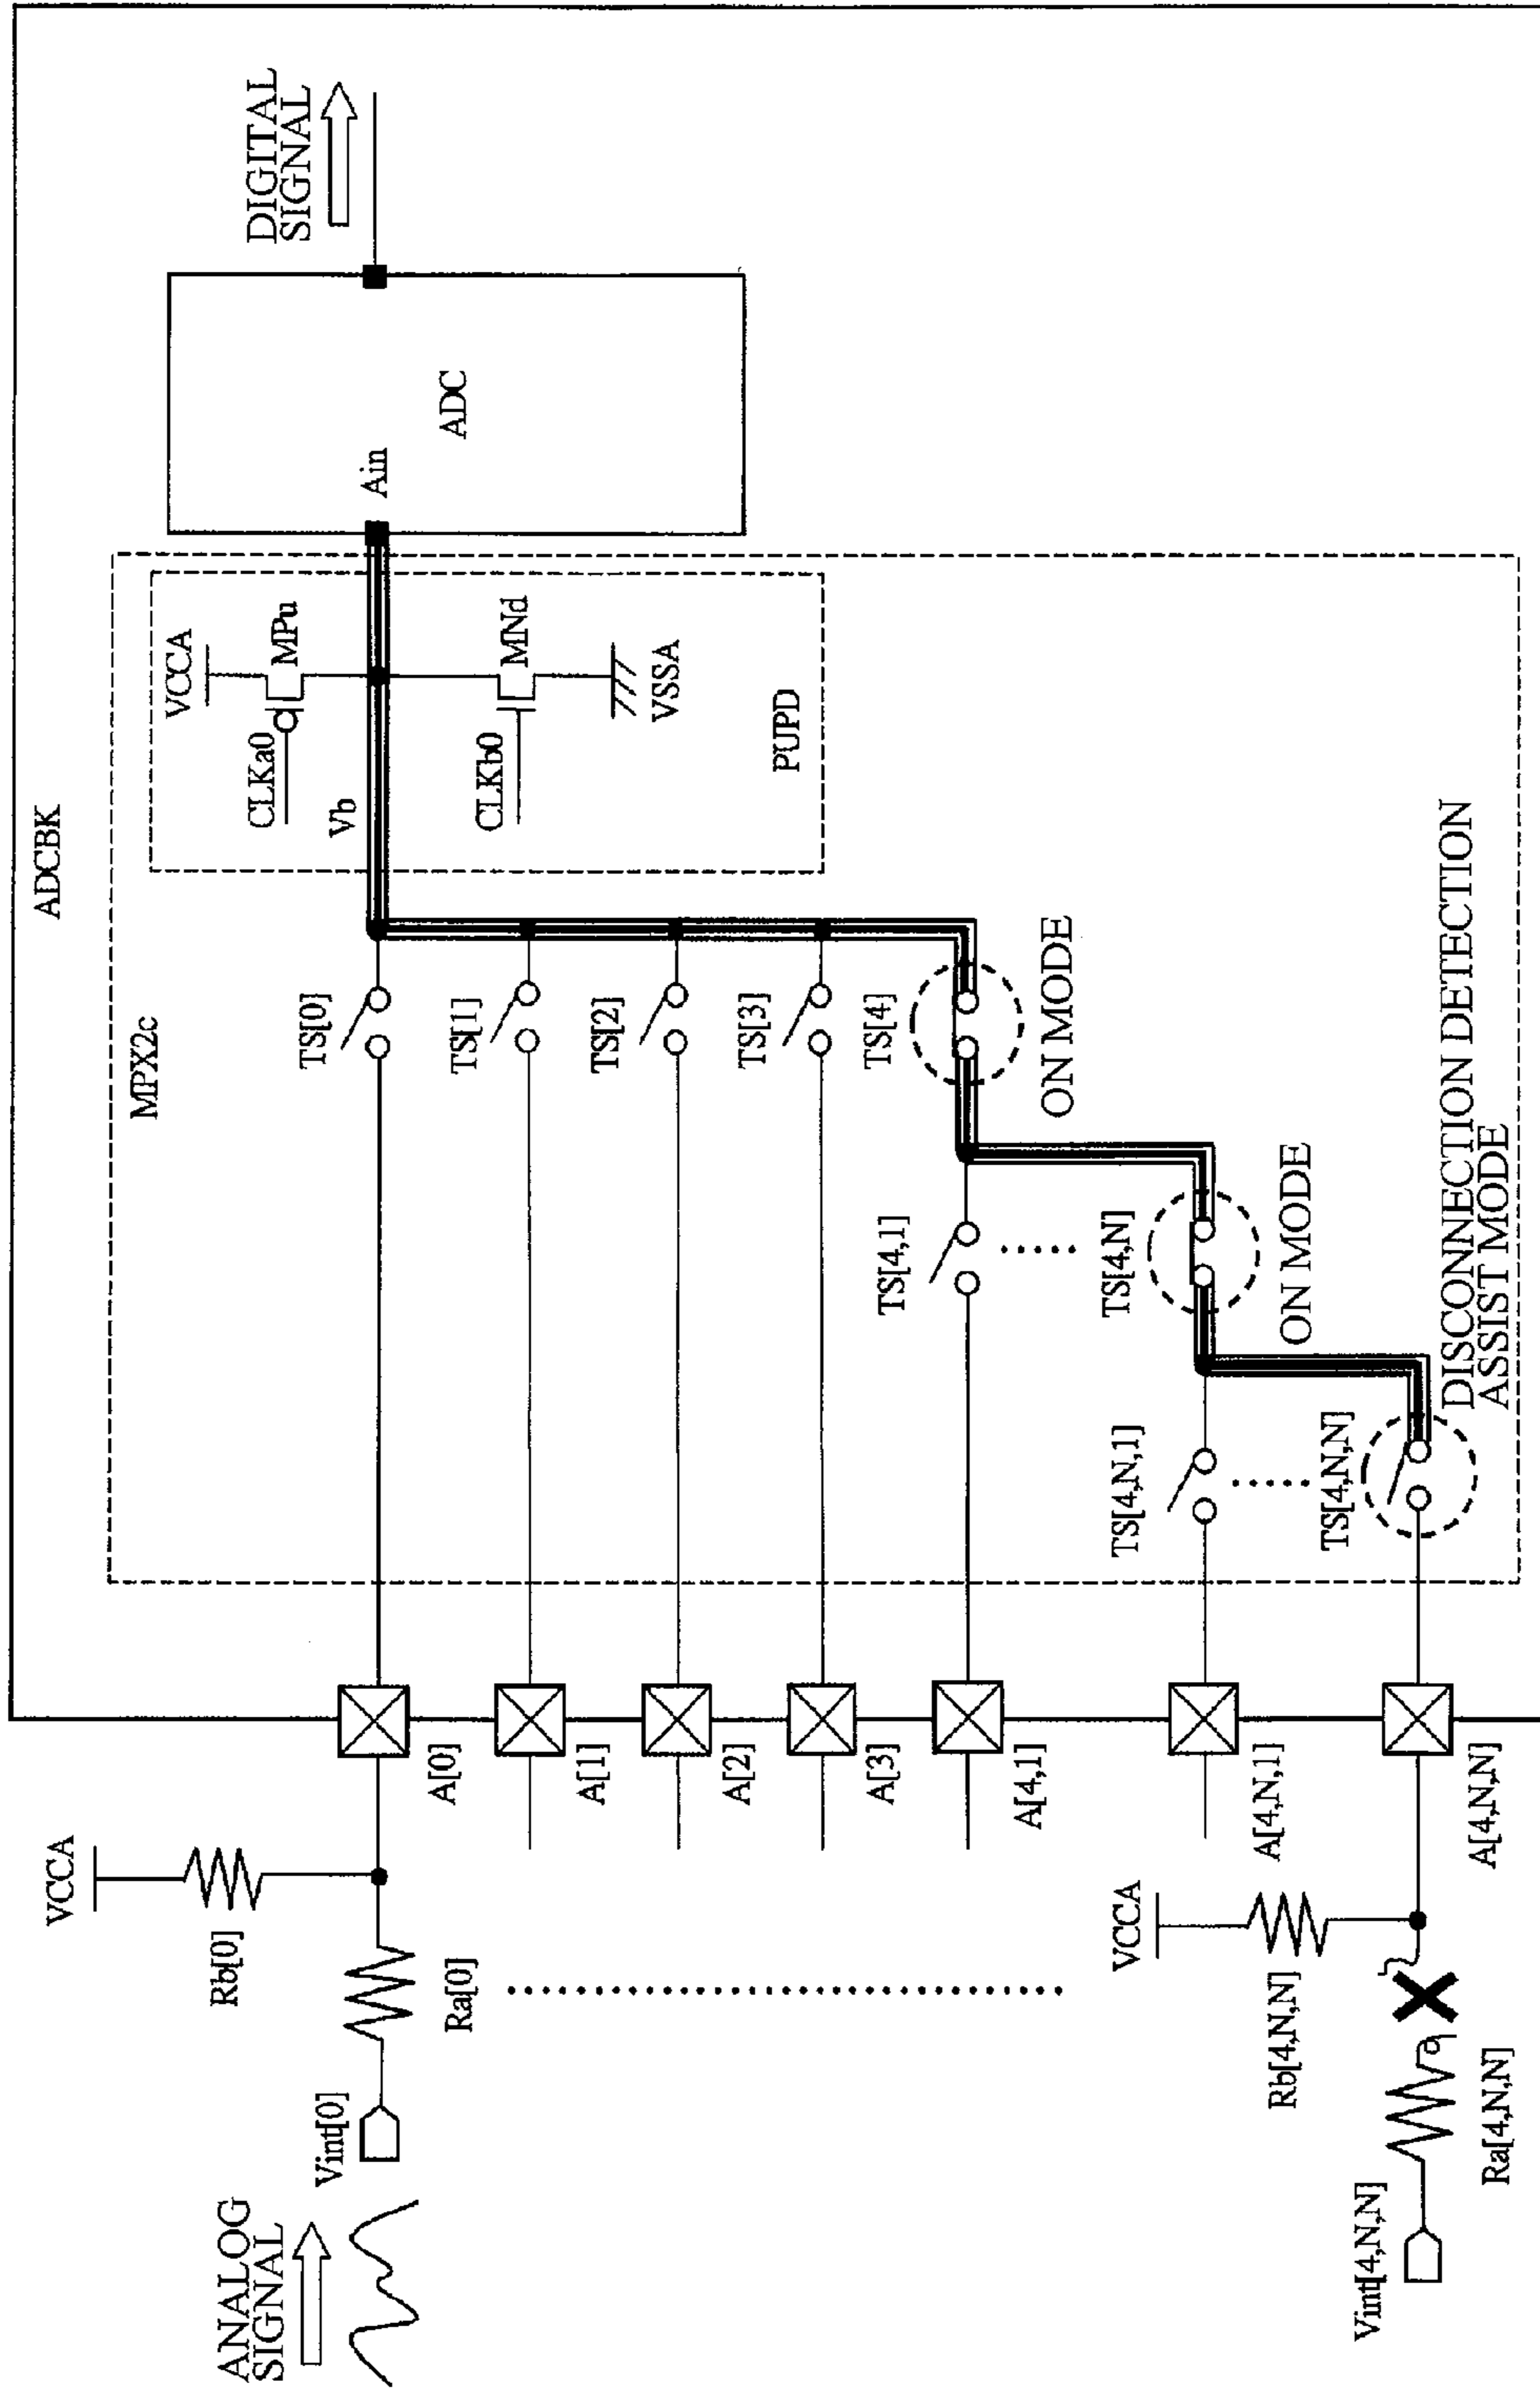 ADCBK
MPX2c
DIGITAL
SIGNAL
ADC
Ain
VCCA
MPu
CLKa0
Vb
CLKb0
MNd
VSSA
PUPD
TS[0]
TS[1]
TS[2]
TS[3]
TS[4]
ON MODE
TS[4,1]
TS[4,N]
ON MODE
TS[4,N,1]
TS[4,N,N]
DISCONNECTION DETECTION
ASSIST MODE
A[0]
A[1]
A[2]
A[3]
A[4,1]
A[4,N,1]
A[4,N,N]
VCCA
Rb[0]
Ra[0]
Vint[0]
ANALOG
SIGNAL
VCCA
Rb[4,N,N]
Ra[4,N,N]
Vint[4,N,N]